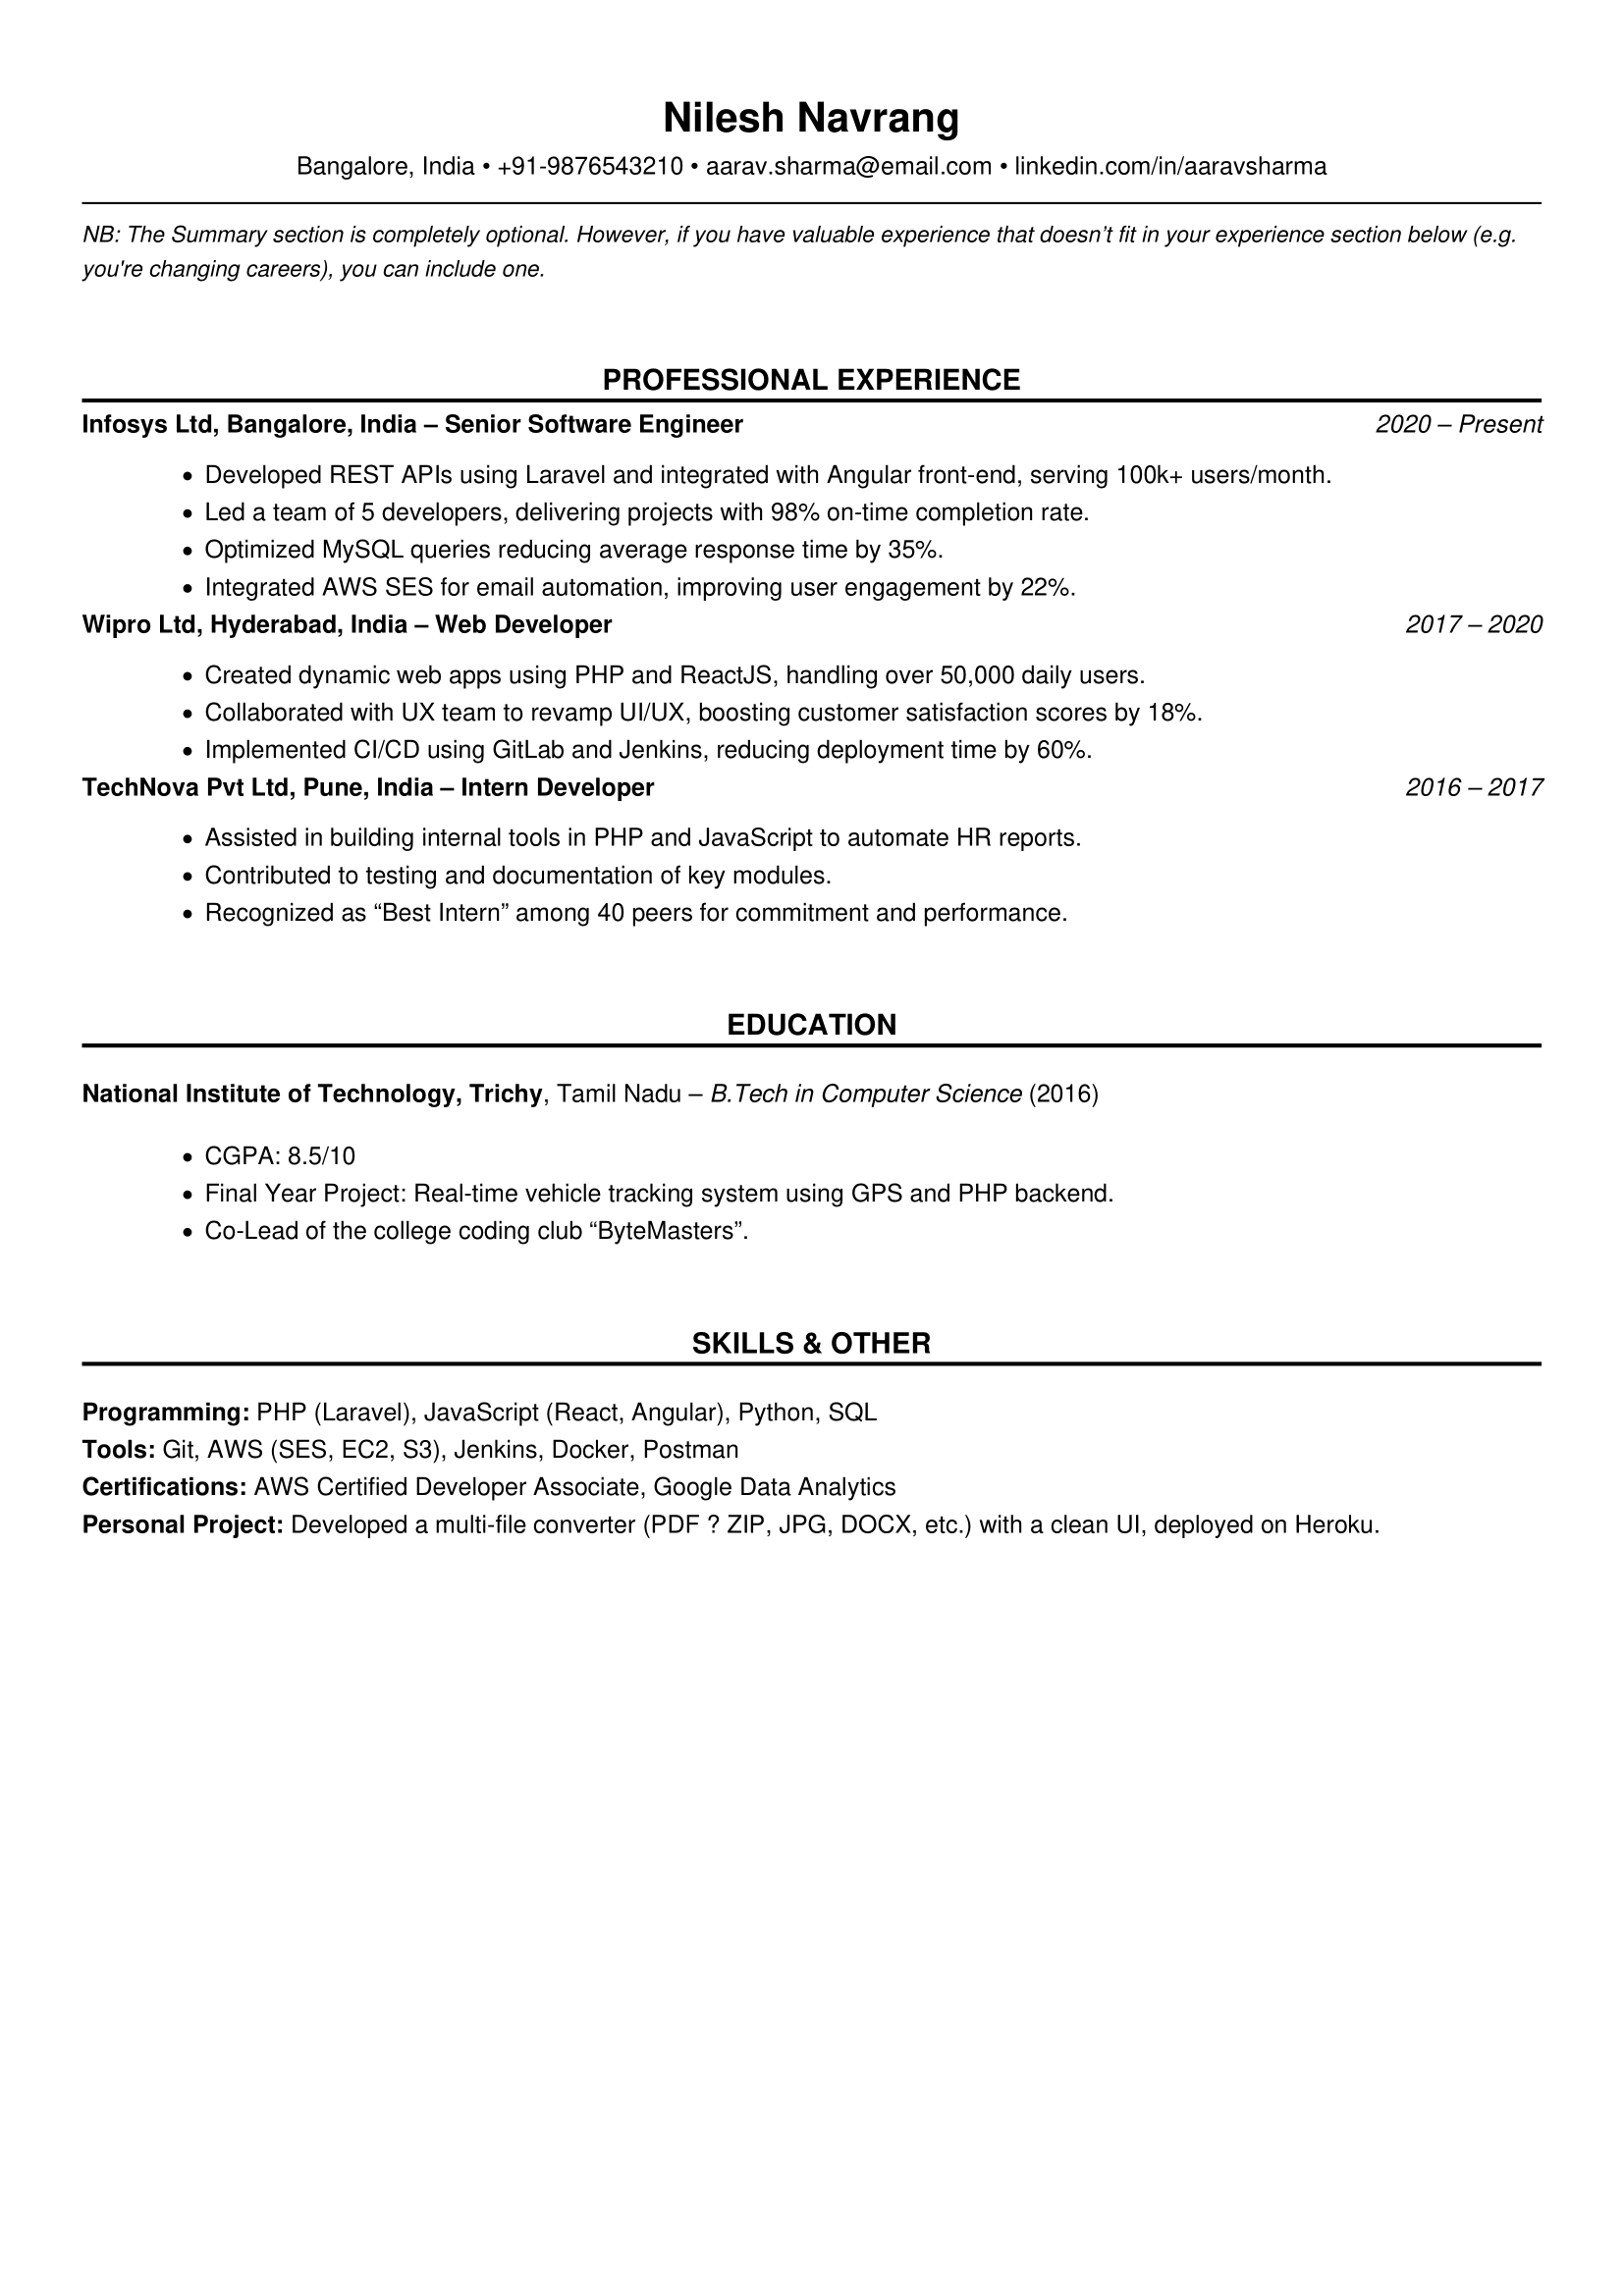 Nilesh Navrang
Bangalore, India • +91-9876543210 • aarav.sharma@email.com • linkedin.com/in/aaravsharma
NB: The Summary section is completely optional. However, if you have valuable experience that doesn’t fit in your experience section below (e.g.
you're changing careers), you can include one.
PROFESSIONAL EXPERIENCE
Infosys Ltd, Bangalore, India – Senior Software Engineer 2020 – Present
• Developed REST APIs using Laravel and integrated with Angular front-end, serving 100k+ users/month.
• Led a team of 5 developers, delivering projects with 98% on-time completion rate.
• Optimized MySQL queries reducing average response time by 35%.
• Integrated AWS SES for email automation, improving user engagement by 22%.
Wipro Ltd, Hyderabad, India – Web Developer 2017 – 2020
• Created dynamic web apps using PHP and ReactJS, handling over 50,000 daily users.
• Collaborated with UX team to revamp UI/UX, boosting customer satisfaction scores by 18%.
• Implemented CI/CD using GitLab and Jenkins, reducing deployment time by 60%.
TechNova Pvt Ltd, Pune, India – Intern Developer 2016 – 2017
• Assisted in building internal tools in PHP and JavaScript to automate HR reports.
• Contributed to testing and documentation of key modules.
• Recognized as “Best Intern” among 40 peers for commitment and performance.
EDUCATION
National Institute of Technology, Trichy, Tamil Nadu – B.Tech in Computer Science (2016)
• CGPA: 8.5/10
• Final Year Project: Real-time vehicle tracking system using GPS and PHP backend.
• Co-Lead of the college coding club “ByteMasters”.
SKILLS & OTHER
Programming: PHP (Laravel), JavaScript (React, Angular), Python, SQL
Tools: Git, AWS (SES, EC2, S3), Jenkins, Docker, Postman
Certifications: AWS Certified Developer Associate, Google Data Analytics
Personal Project: Developed a multi-file converter (PDF ? ZIP, JPG, DOCX, etc.) with a clean UI, deployed on Heroku.